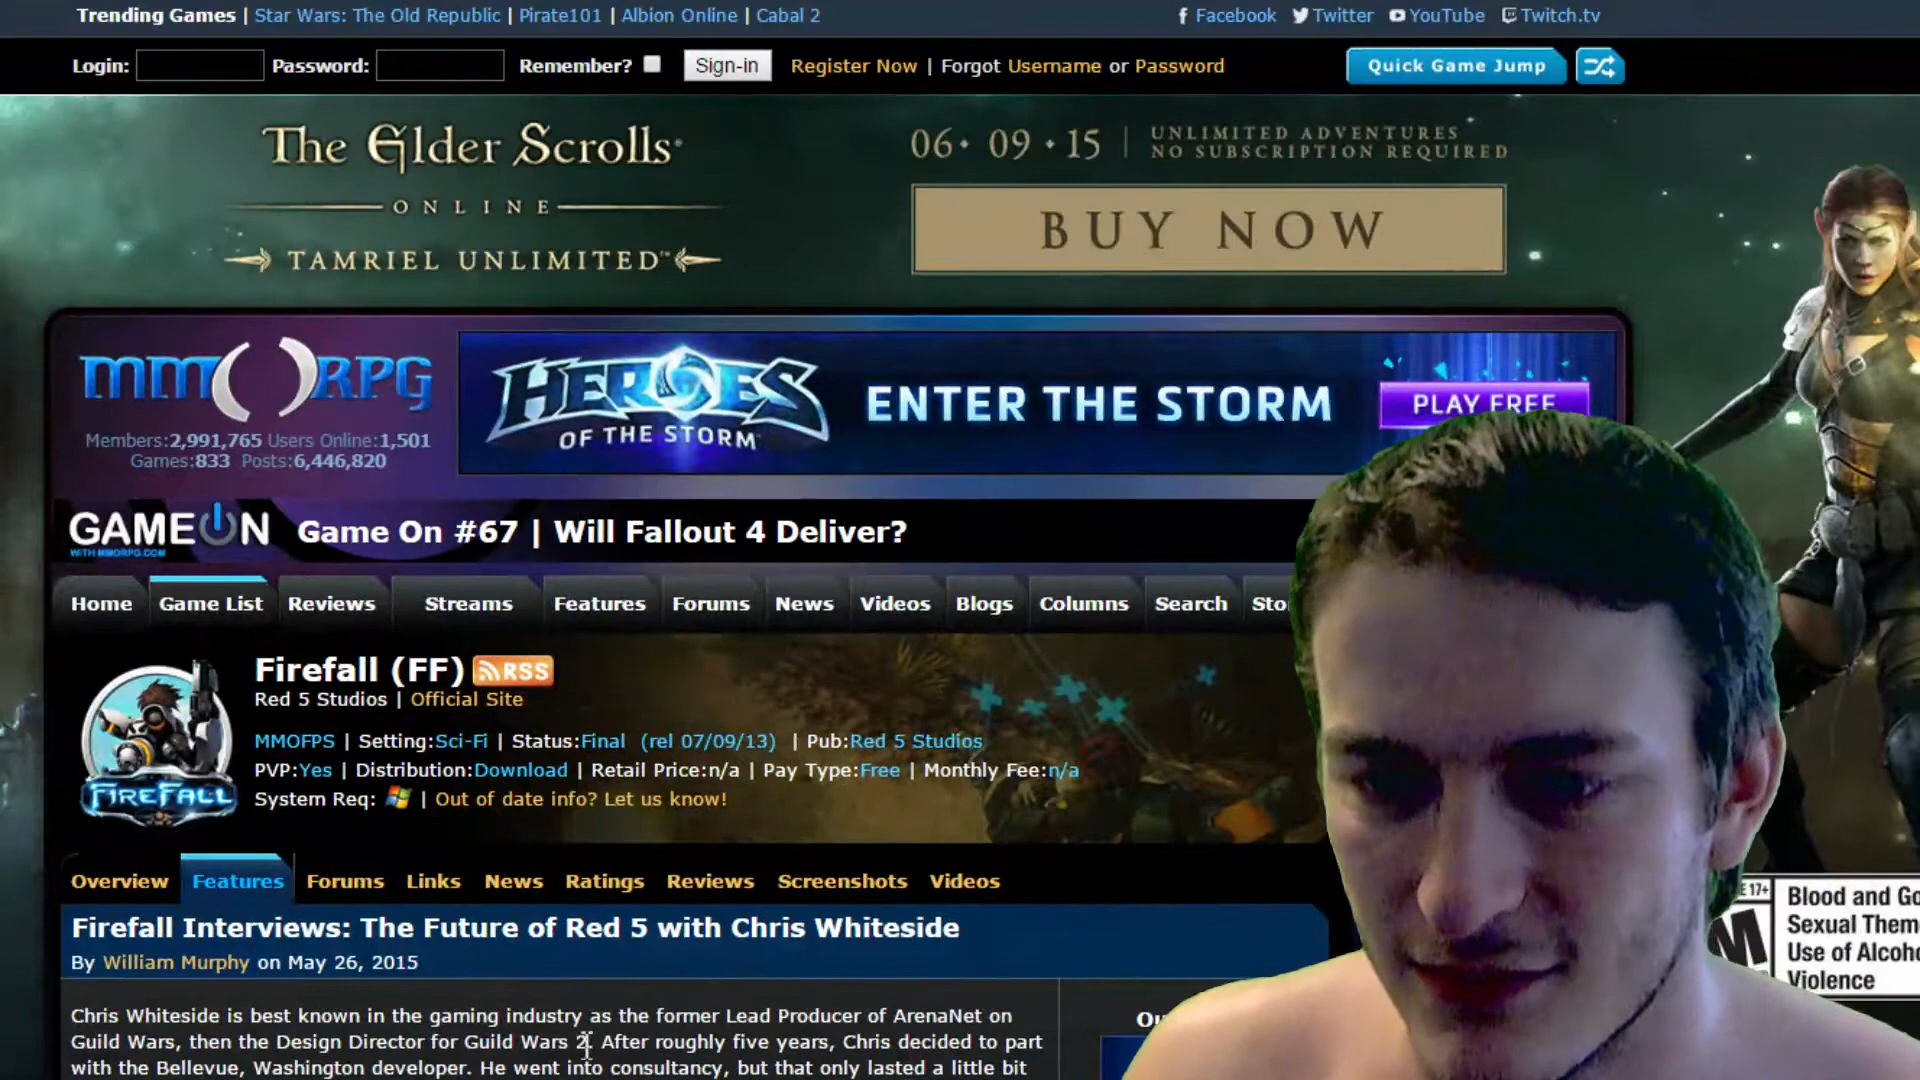 Trending Games | Star Wars: The Old Republic | Pirate101 | Albion Online | Cabal 2
Facebook Twitter YouTube Twitch.tv
Login: Password: Remember? Sign-in Register Now | Forgot Username or Password
Quick Game Jump
The Elder Scrolls
ONLINE
TAMRIEL UNLIMITED™
06 · 09 · 15 | UNLIMITED ADVENTURES
NO SUBSCRIPTION REQUIRED
BUY NOW
MMORPG
Members:2,991,765 Users Online:1,501
Games:833 Posts:6,446,820
HEROES
OF THE STORM™
ENTER THE STORM
PLAY FREE
GAMEON
WITH MMORPG.COM
Game On #67 | Will Fallout 4 Deliver?
Home Game List Reviews Streams Features Forums News Videos Blogs Columns Search Sto
FIREFALL
Firefall (FF) RSS
Red 5 Studios | Official Site
MMOFPS | Setting:Sci-Fi | Status:Final (rel 07/09/13) | Pub:Red 5 Studios
PVP:Yes | Distribution:Download | Retail Price:n/a | Pay Type:Free | Monthly Fee:n/a
System Req: | Out of date info? Let us know!
Overview Features Forums Links News Ratings Reviews Screenshots Videos
Firefall Interviews: The Future of Red 5 with Chris Whiteside
By William Murphy on May 26, 2015
Chris Whiteside is best known in the gaming industry as the former Lead Producer of ArenaNet on
Guild Wars, then the Design Director for Guild Wars 2. After roughly five years, Chris decided to part
with the Bellevue, Washington developer. He went into consultancy, but that only lasted a little bit
Ou
E 17+
M
Blood and Go
Sexual Them
Use of Alcoho
Violence